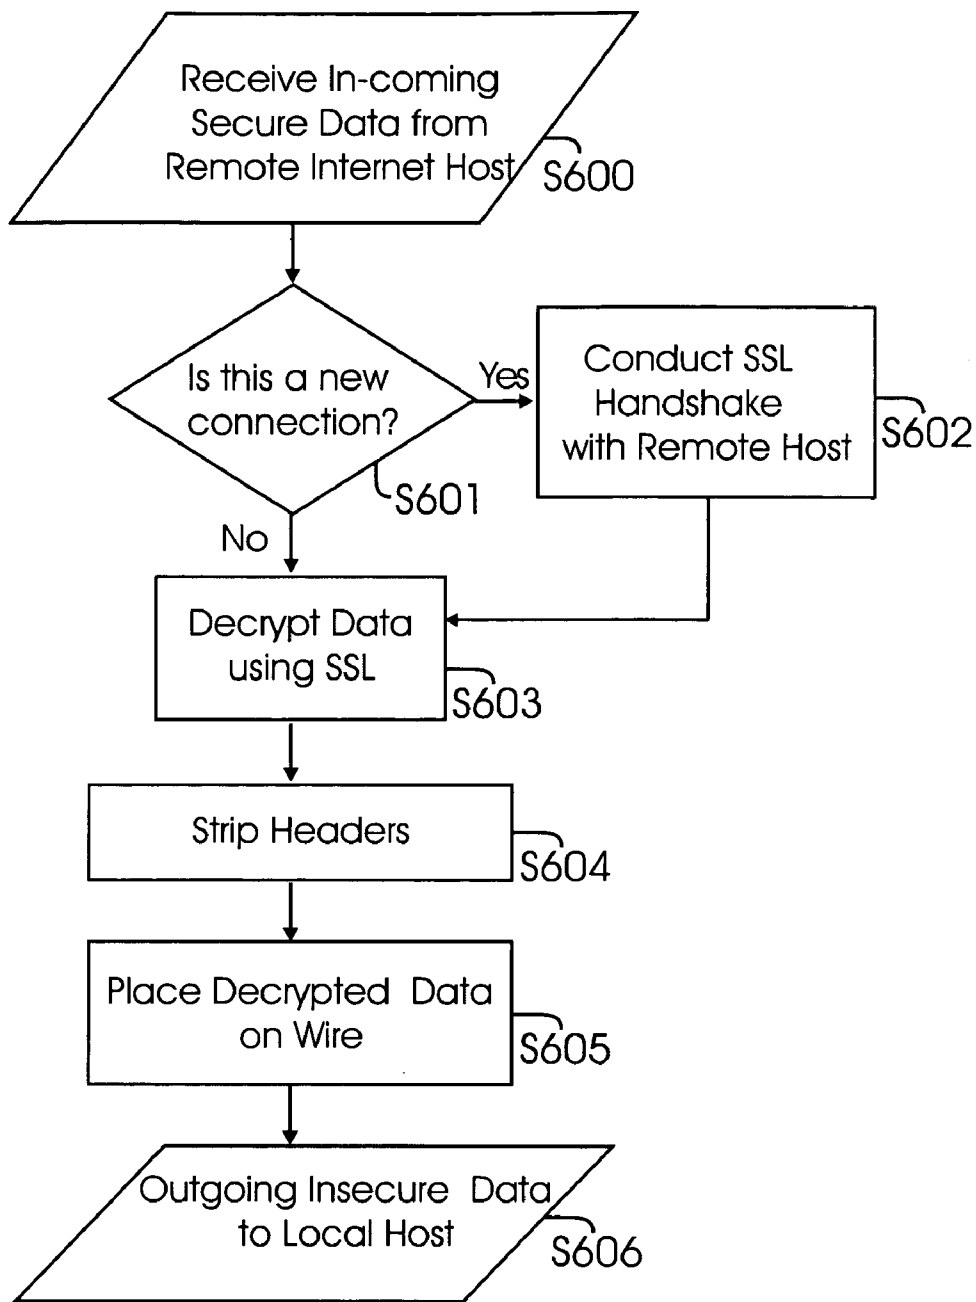 Receive In-coming
Secure Data from
Remote Internet Host
S600
Is this a new
connection?
Yes
S601
No
Conduct SSL
Handshake
with Remote Host
S602
Decrypt Data
using SSL
S603
Strip Headers
S604
Place Decrypted Data
on Wire
S605
Outgoing Insecure Data
to Local Host
S606